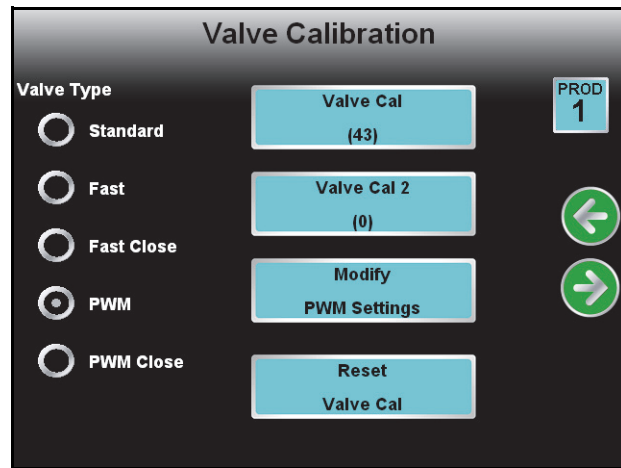 Valve Calibration
Valve Type
Standard
Fast
Fast Close
PWM
PWM Close
Valve Cal
(43)
Valve Cal 2
(0)
Modify
PWM Settings
Reset
Valve Cal
PROD
1